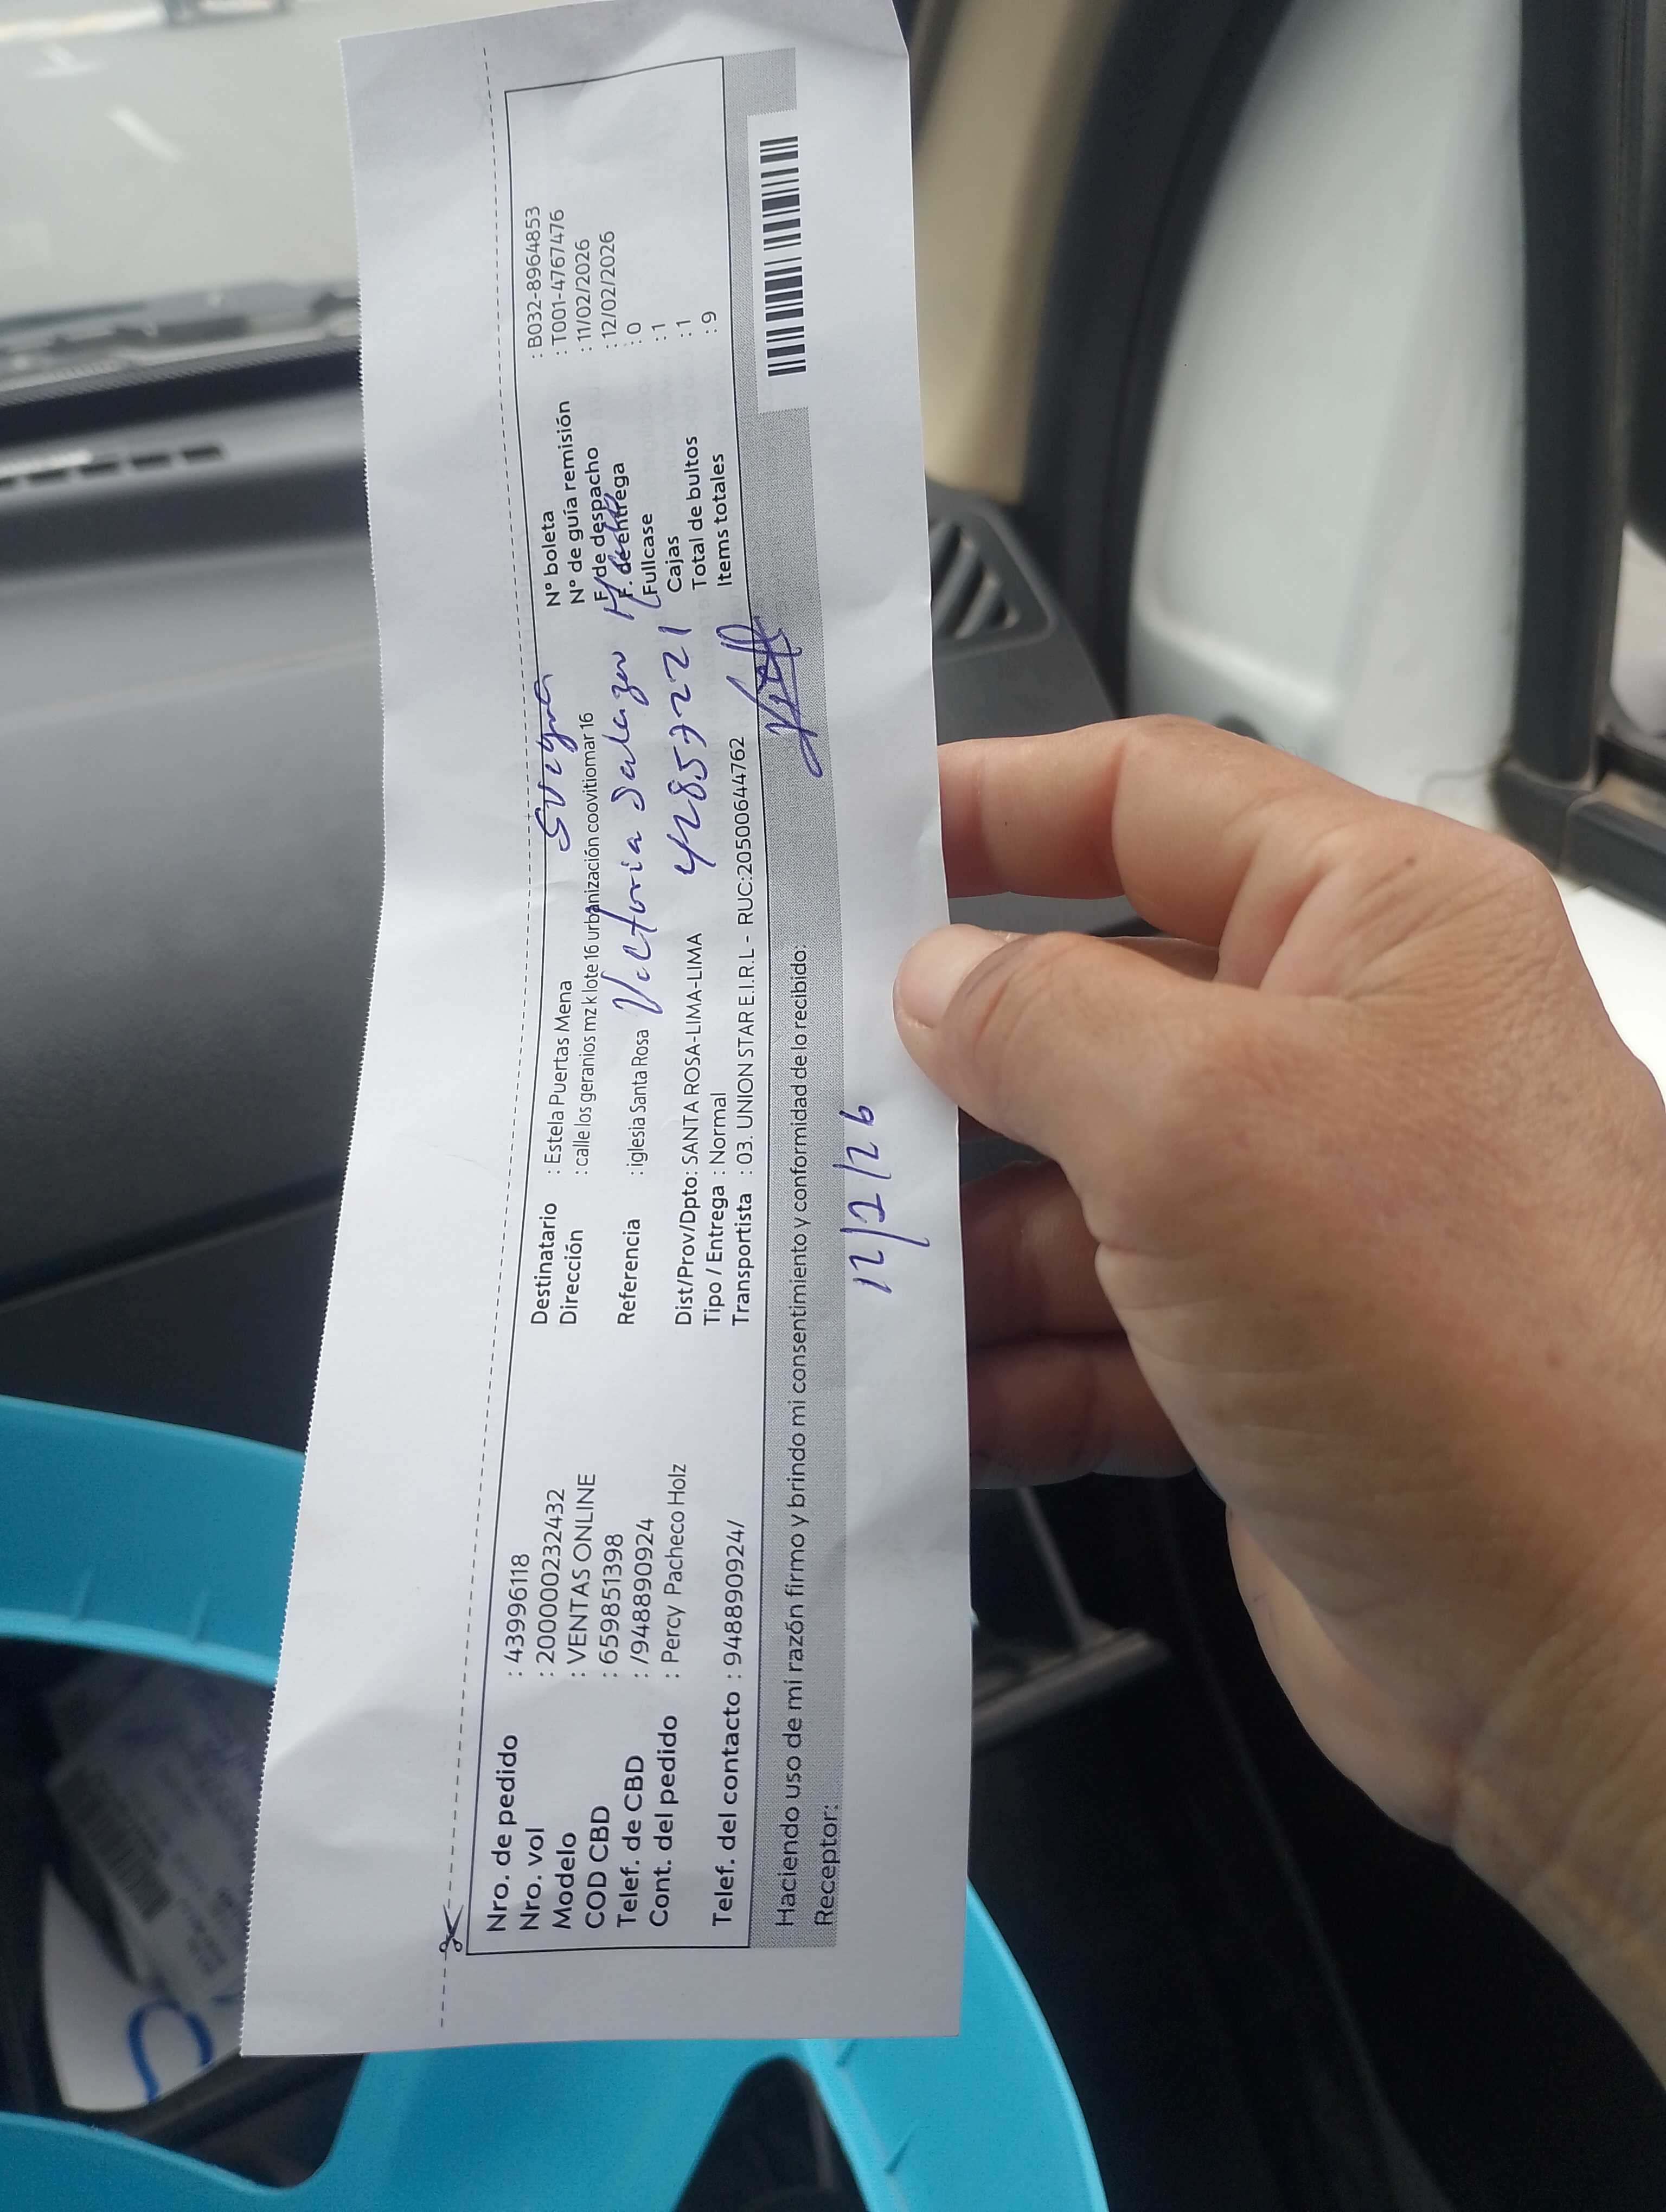 Nro. de pedido : 43996118
Nro. vol : 2000000232432
Modelo : VENTAS ONLINE
COD CBD : 659851398
Telef. de CBD : /948890924
Cont. del pedido : Percy Pacheco Holz
Telef. del contacto : 948890924/
Destinatario : Estela Puertas Mena
Dirección : calle los geranios mz k lote 16 urbanización coovitiomar 16
Referencia : iglesia Santa Rosa
Dist/Prov/Dpto : SANTA ROSA-LIMA-LIMA
Tipo / Entrega : Normal
Transportista : 03. UNION STAR E.I.R.L - RUC:20500644762
suegra
Victoria Salazar
42857221
N° boleta : B032-8964853
N° de guía remisión : T001-4767476
F. de despacho : 11/02/2026
F. de entrega : 12/02/2026
Fullcase : 0
Cajas : 1
Total de bultos : 1
Items totales : 9
Haciendo uso de mi razón firmo y brindo mi consentimiento y conformidad de lo recibido:
Receptor:
12/2/26